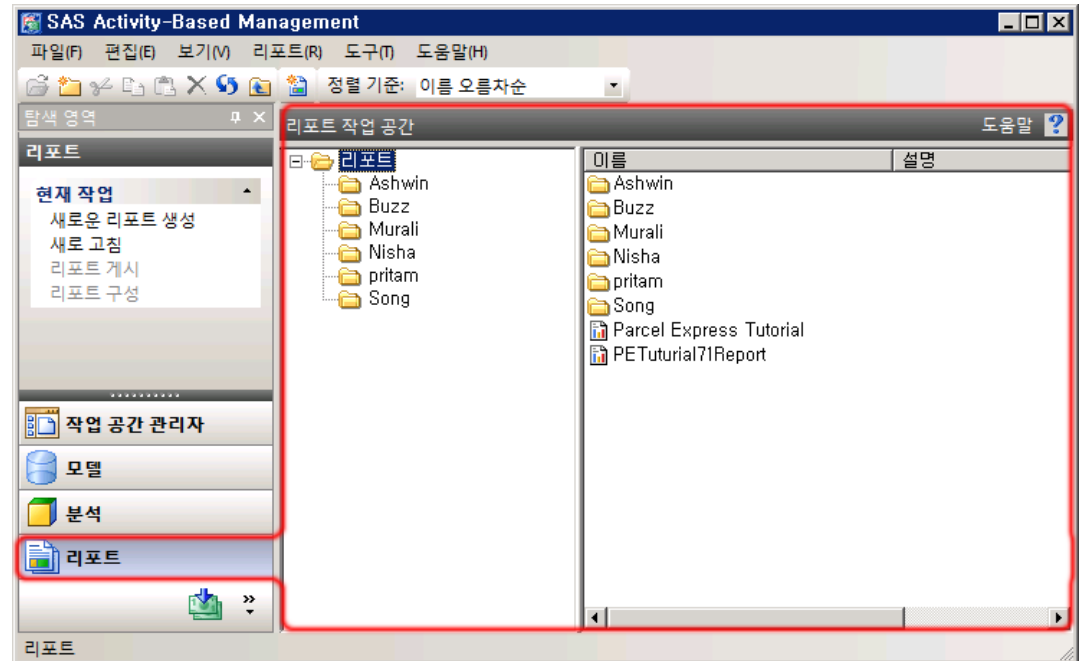 SAS Activity-Based Management
파일(F) 편집(E) 보기(V) 리포트(R) 도구(T) 도움말(H)
정렬 기준: 이름 오름차순
탐색 영역
리포트
현재 작업
새로운 리포트 생성
새로 고침
리포트 게시
리포트 구성
작업 공간 관리자
모델
분석
리포트
리포트 작업 공간 도움말 ?
리포트
Ashwin
Buzz
Murali
Nisha
pritam
Song
이름 설명
Ashwin
Buzz
Murali
Nisha
pritam
Song
Parcel Express Tutorial
PETuturial71Report
리포트